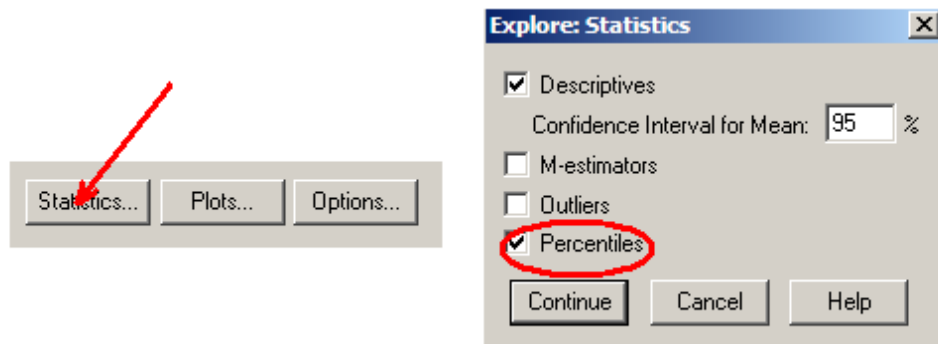 Statistics...
Plots...
Options...
Explore: Statistics
Descriptives
Confidence Interval for Mean: 95 %
M-estimators
Outliers
Percentiles
Continue
Cancel
Help